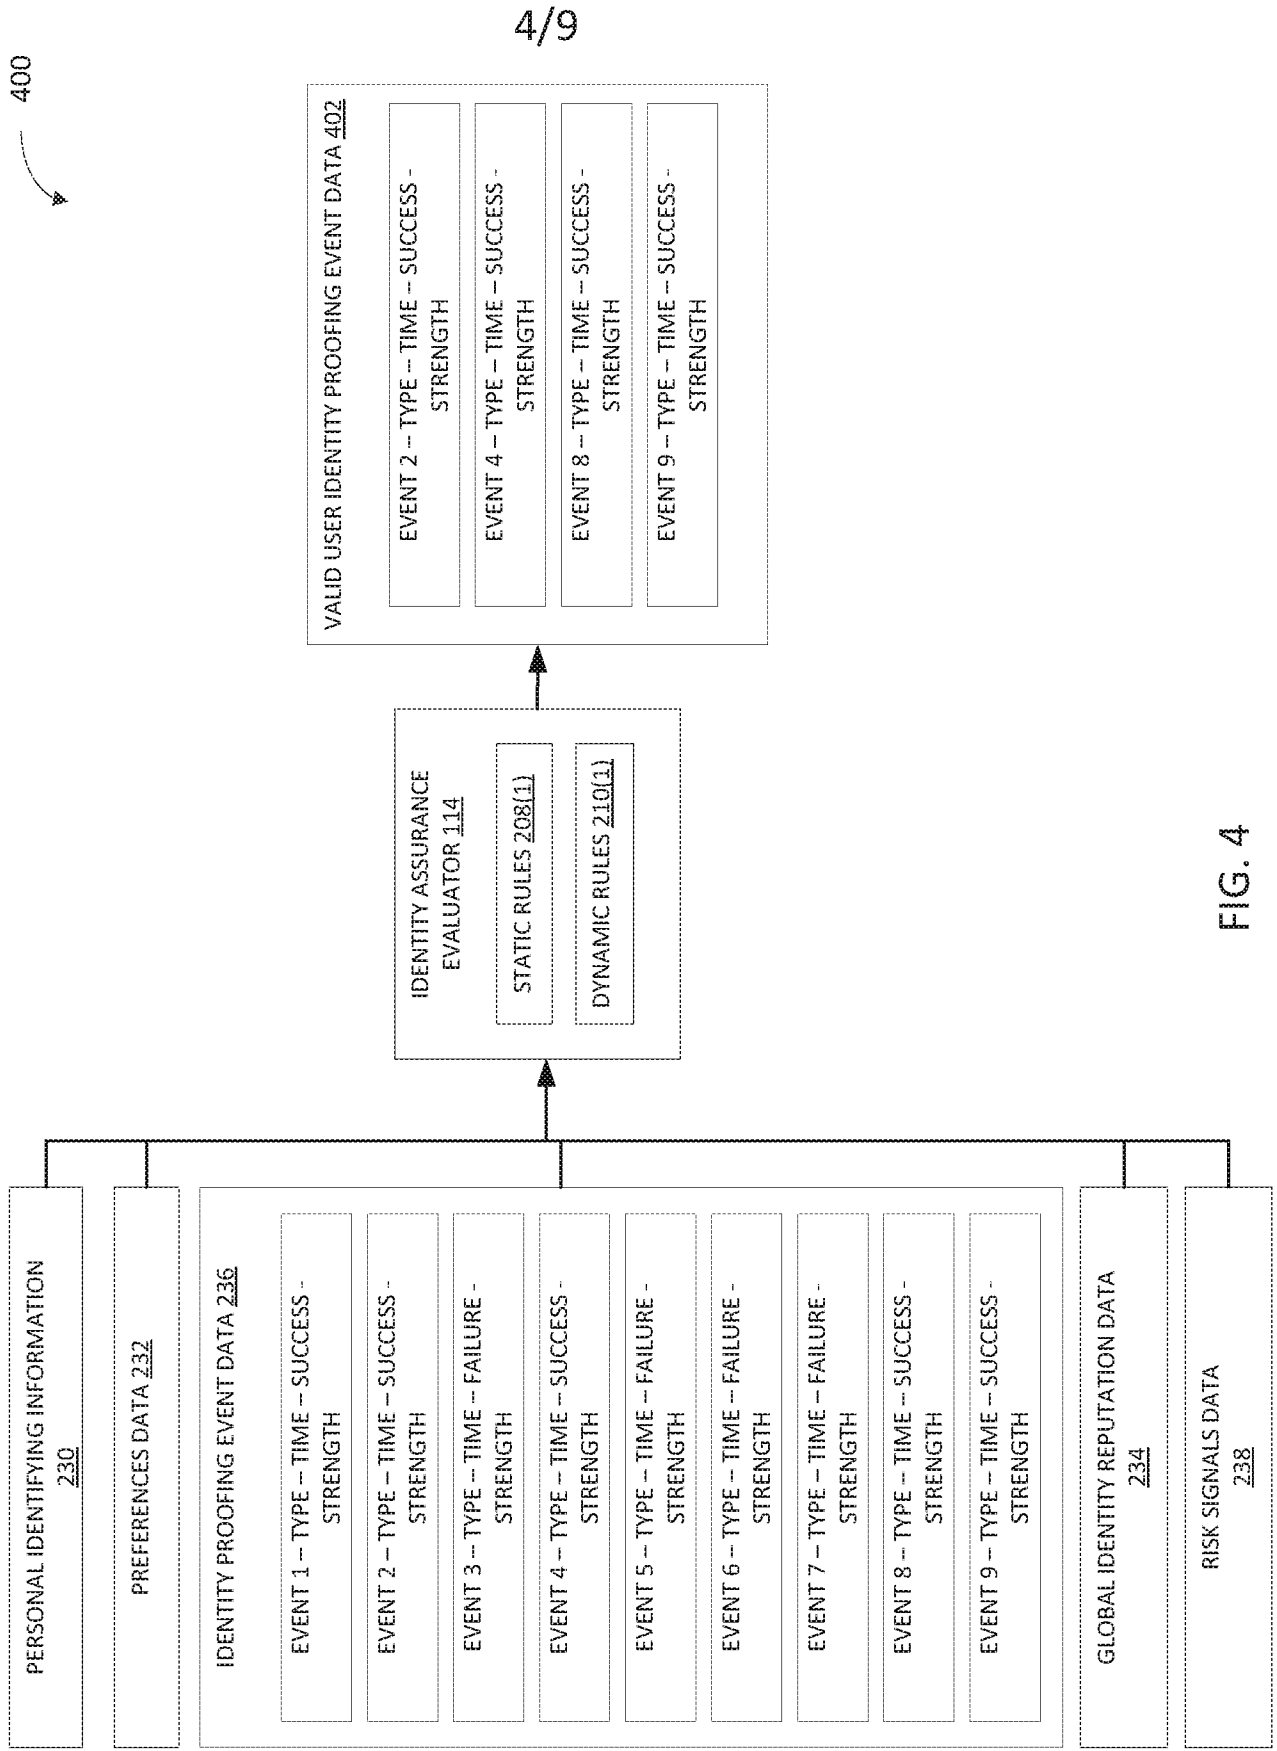 4/9
400
PERSONAL IDENTIFYING INFORMATION
230
PREFERENCES DATA 232
IDENTITY PROOFING EVENT DATA 236
EVENT 1 -- TYPE -- TIME -- SUCCESS -
STRENGTH
EVENT 2 -- TYPE -- TIME -- SUCCESS -
STRENGTH
EVENT 3 -- TYPE -- TIME -- FAILURE -
STRENGTH
EVENT 4 -- TYPE -- TIME -- SUCCESS -
STRENGTH
EVENT 5 -- TYPE -- TIME -- FAILURE -
STRENGTH
EVENT 6 -- TYPE -- TIME -- FAILURE -
STRENGTH
EVENT 7 -- TYPE -- TIME -- FAILURE -
STRENGTH
EVENT 8 -- TYPE -- TIME -- SUCCESS -
STRENGTH
EVENT 9 -- TYPE -- TIME -- SUCCESS -
STRENGTH
GLOBAL IDENTITY REPUTATION DATA
234
RISK SIGNALS DATA
238
IDENTITY ASSURANCE
EVALUATOR 114
STATIC RULES 208(1)
DYNAMIC RULES 210(1)
VALID USER IDENTITY PROOFING EVENT DATA 402
EVENT 2 -- TYPE -- TIME -- SUCCESS -
STRENGTH
EVENT 4 -- TYPE -- TIME -- SUCCESS -
STRENGTH
EVENT 8 -- TYPE -- TIME -- SUCCESS -
STRENGTH
EVENT 9 -- TYPE -- TIME -- SUCCESS -
STRENGTH
FIG. 4